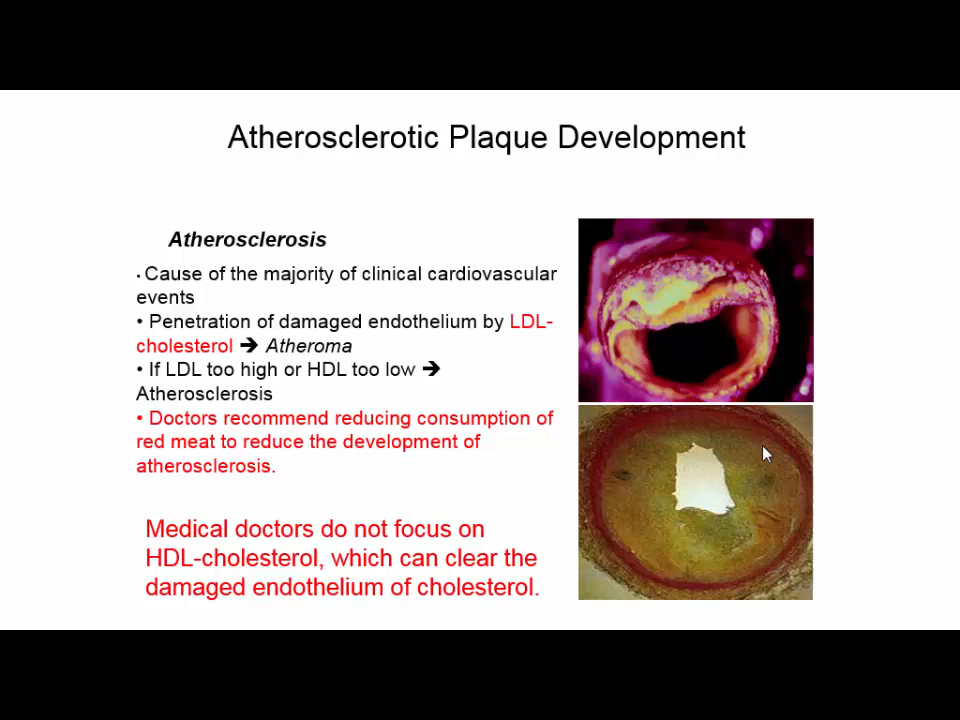 Atherosclerotic Plaque Development
Atherosclerosis
• Cause of the majority of clinical cardiovascular
events
• Penetration of damaged endothelium by LDL-
cholesterol ➔ Atheroma
• If LDL too high or HDL too low ➔
Atherosclerosis
• Doctors recommend reducing consumption of
red meat to reduce the development of
atherosclerosis.
Medical doctors do not focus on
HDL-cholesterol, which can clear the
damaged endothelium of cholesterol.